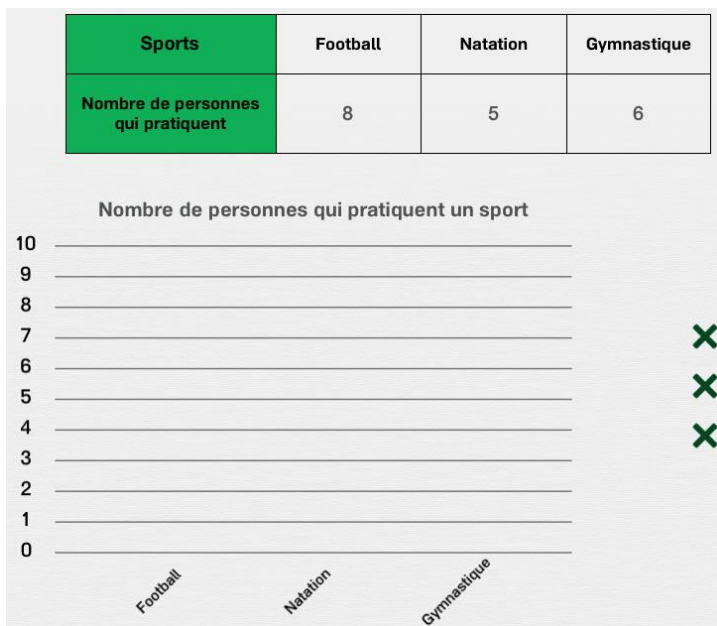 Sports Football Natation Gymnastique
Nombre de personnes
qui pratiquent
8 5 6
Nombre de personnes qui pratiquent un sport
10
9
8
7
6
5
4
3
2
1
0
Football Natation Gymnastique